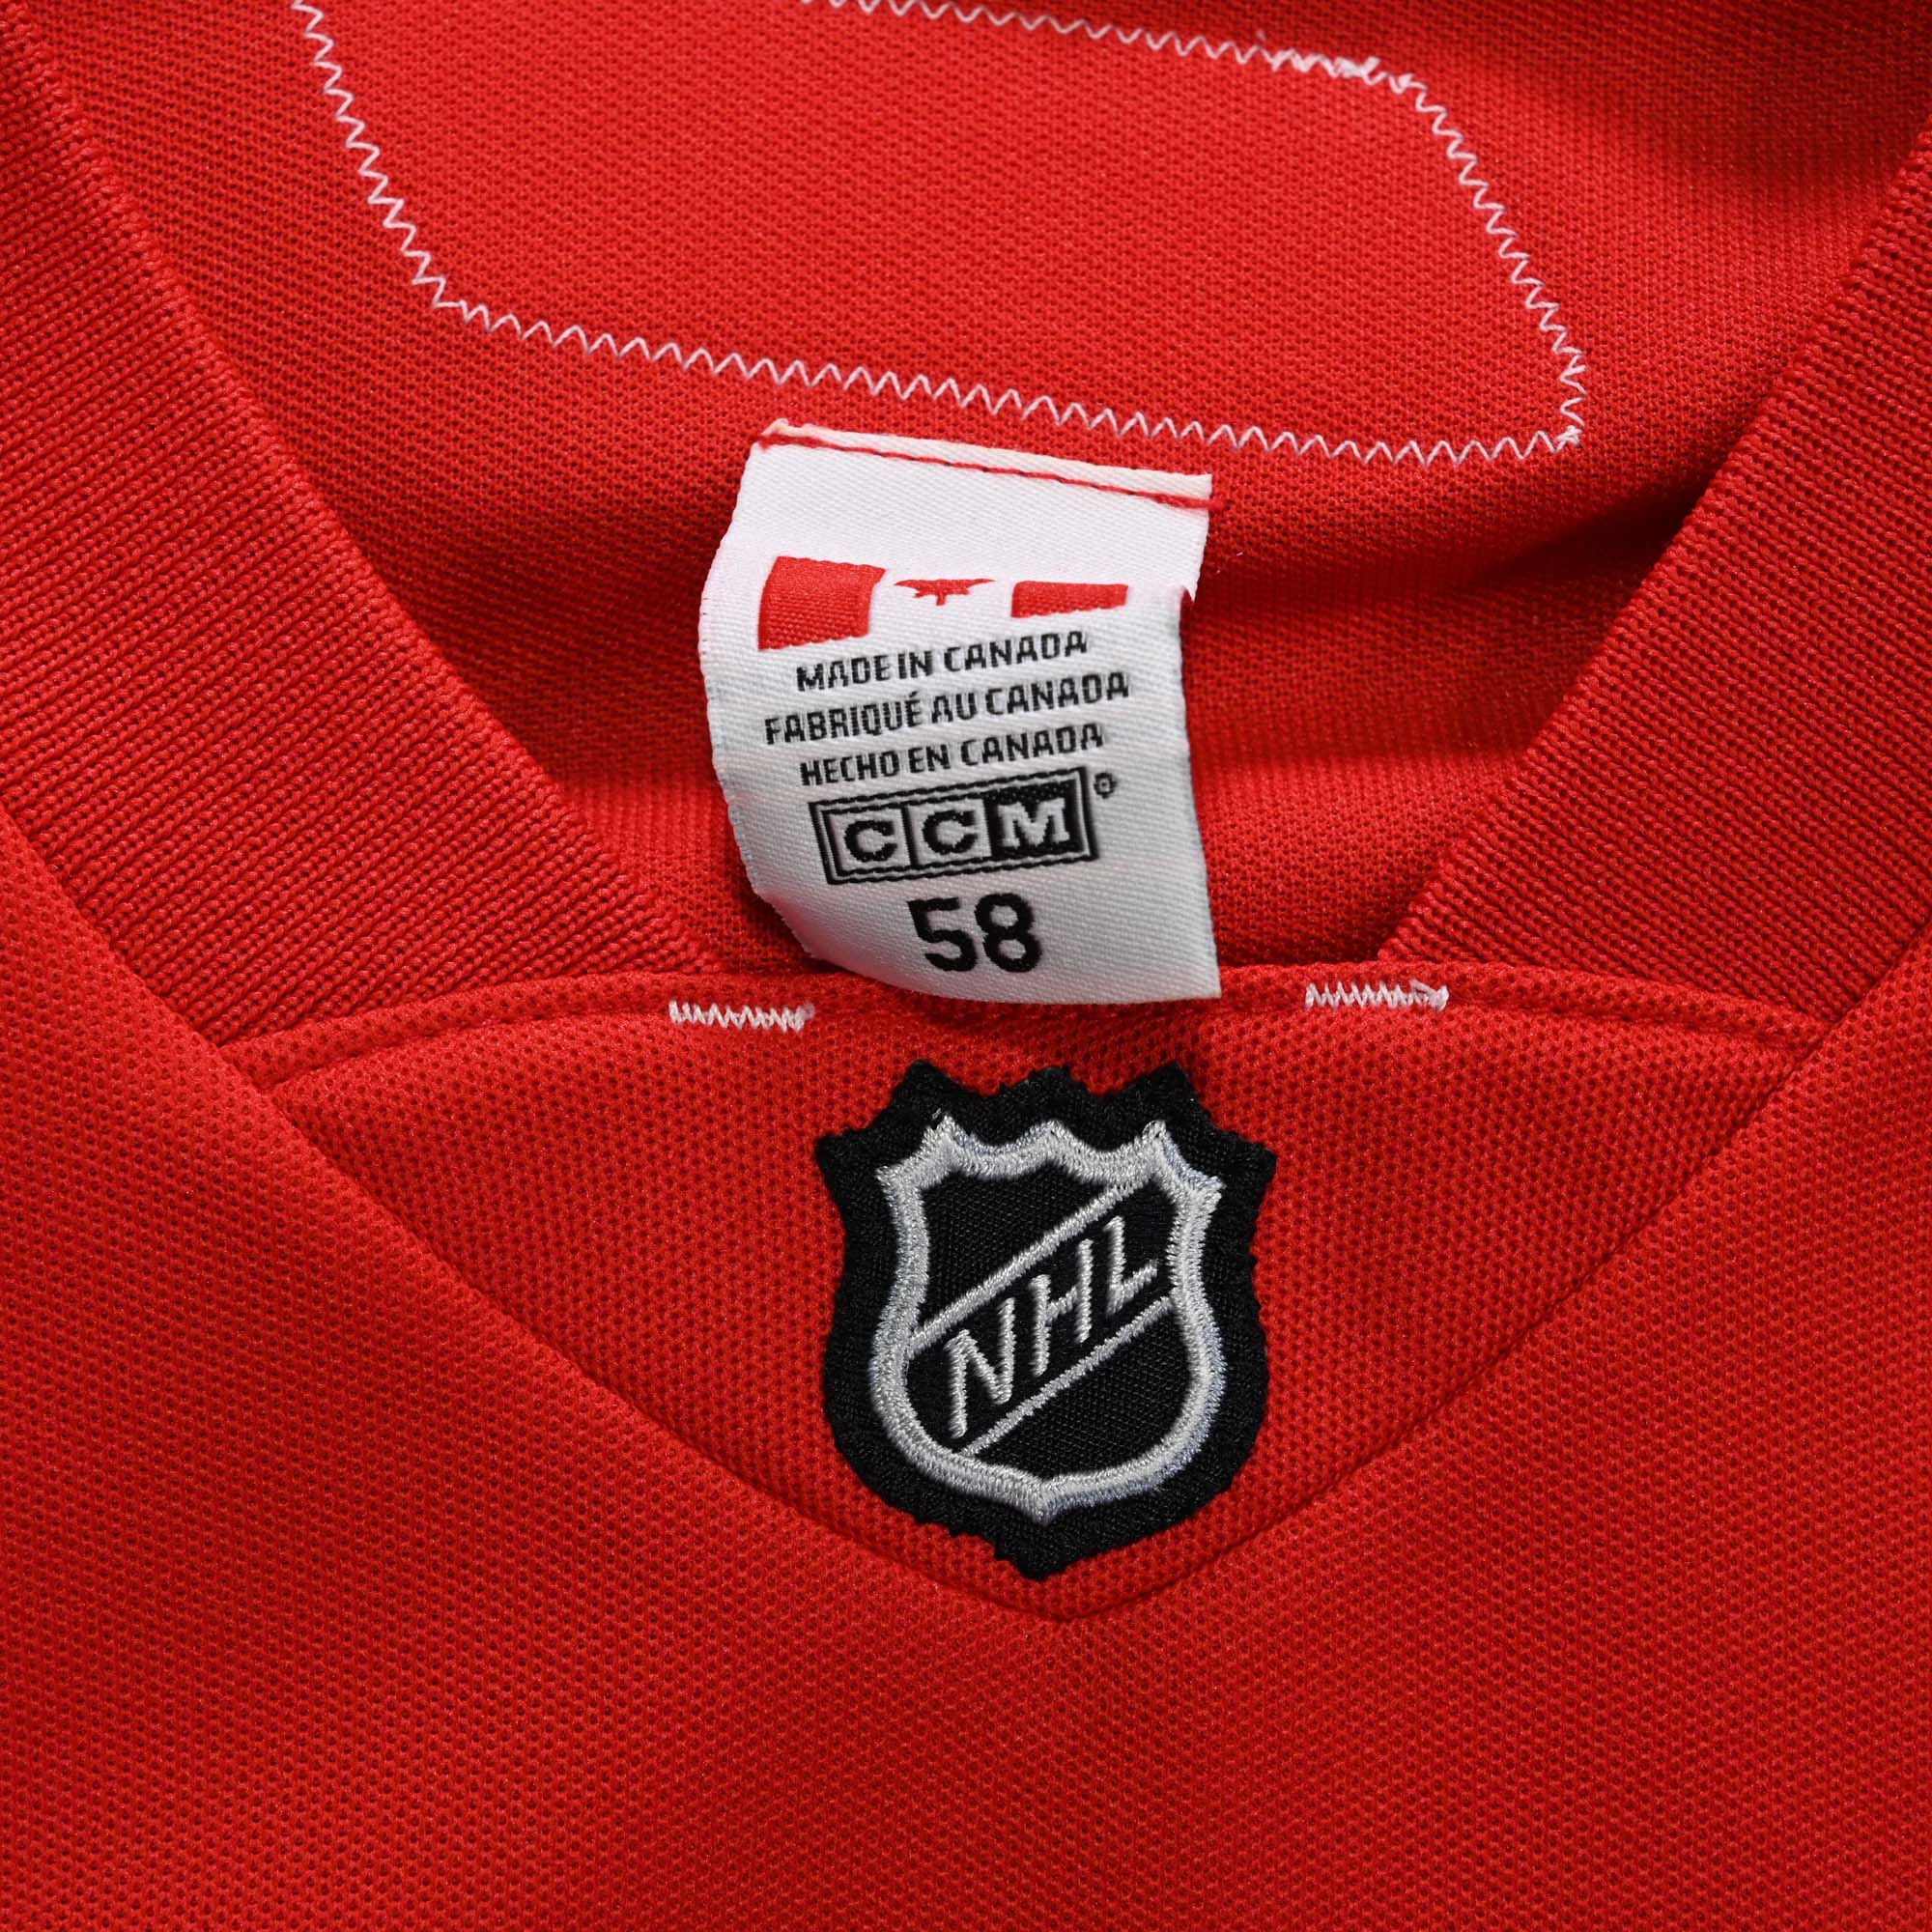 MADE IN CANADA
FABRIQUÉ AU CANADA
HECHO EN CANADA
CCM®
58
NHL